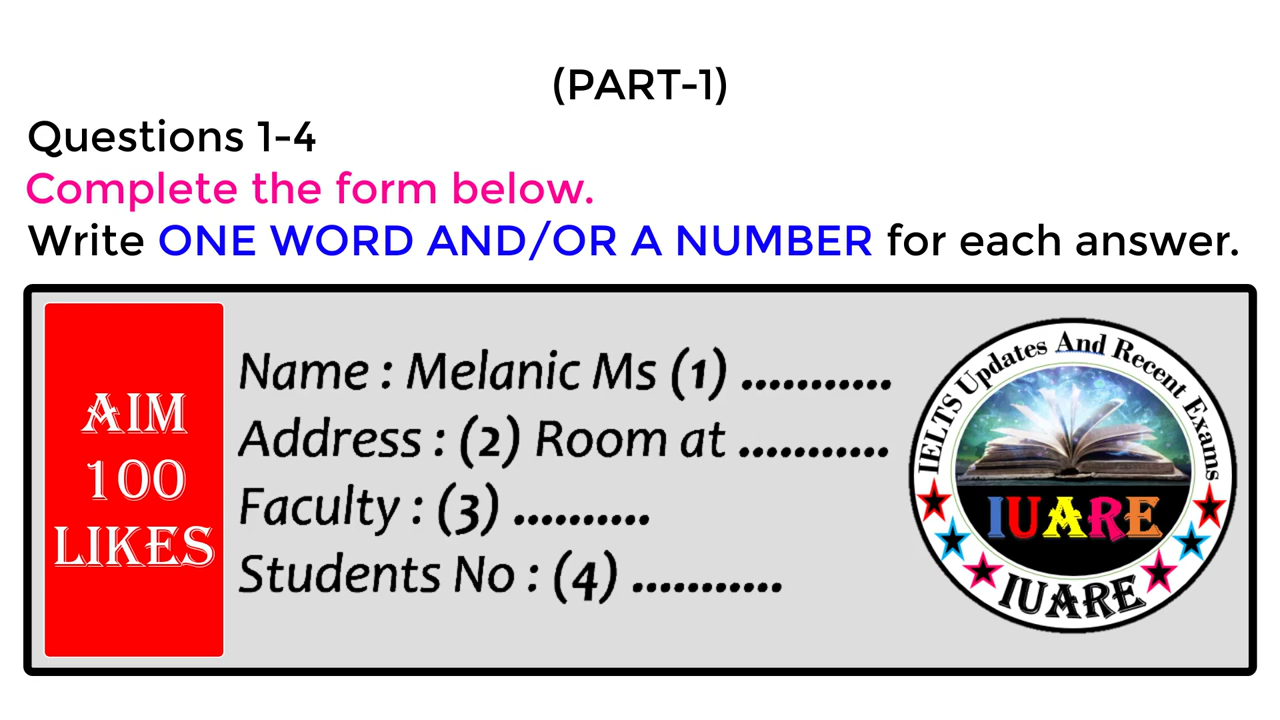 (PART-1)
Questions 1-4
Complete the form below.
Write ONE WORD AND/OR A NUMBER for each answer.
AIM
100
LIKES
Name : Melanic Ms (1) ...........
Address : (2) Room at ...........
Faculty : (3) ..........
Students No : (4) ...........
IELTS Updates And Recent Exams
IUARE
IUARE